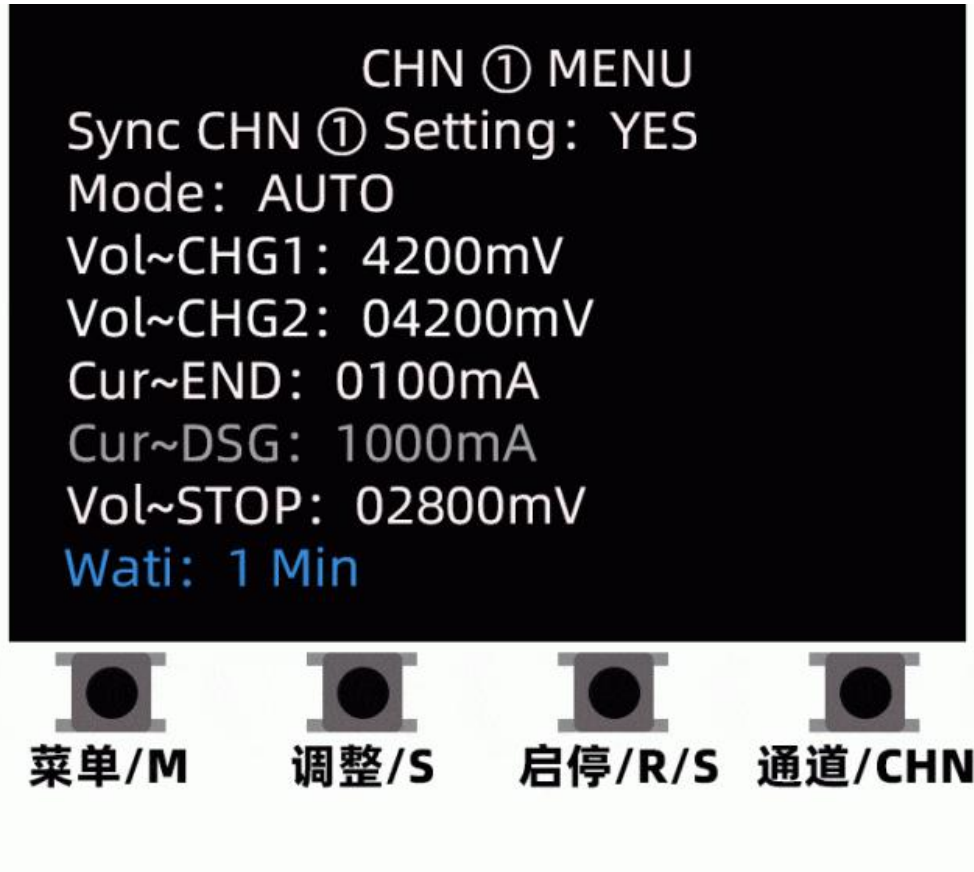 CHN ① MENU
Sync CHN ① Setting：YES
Mode：AUTO
Vol~CHG1：4200mV
Vol~CHG2：04200mV
Cur~END：0100mA
Cur~DSG：1000mA
Vol~STOP：02800mV
Wati：1 Min
菜单/M 调整/S 启停/R/S 通道/CHN